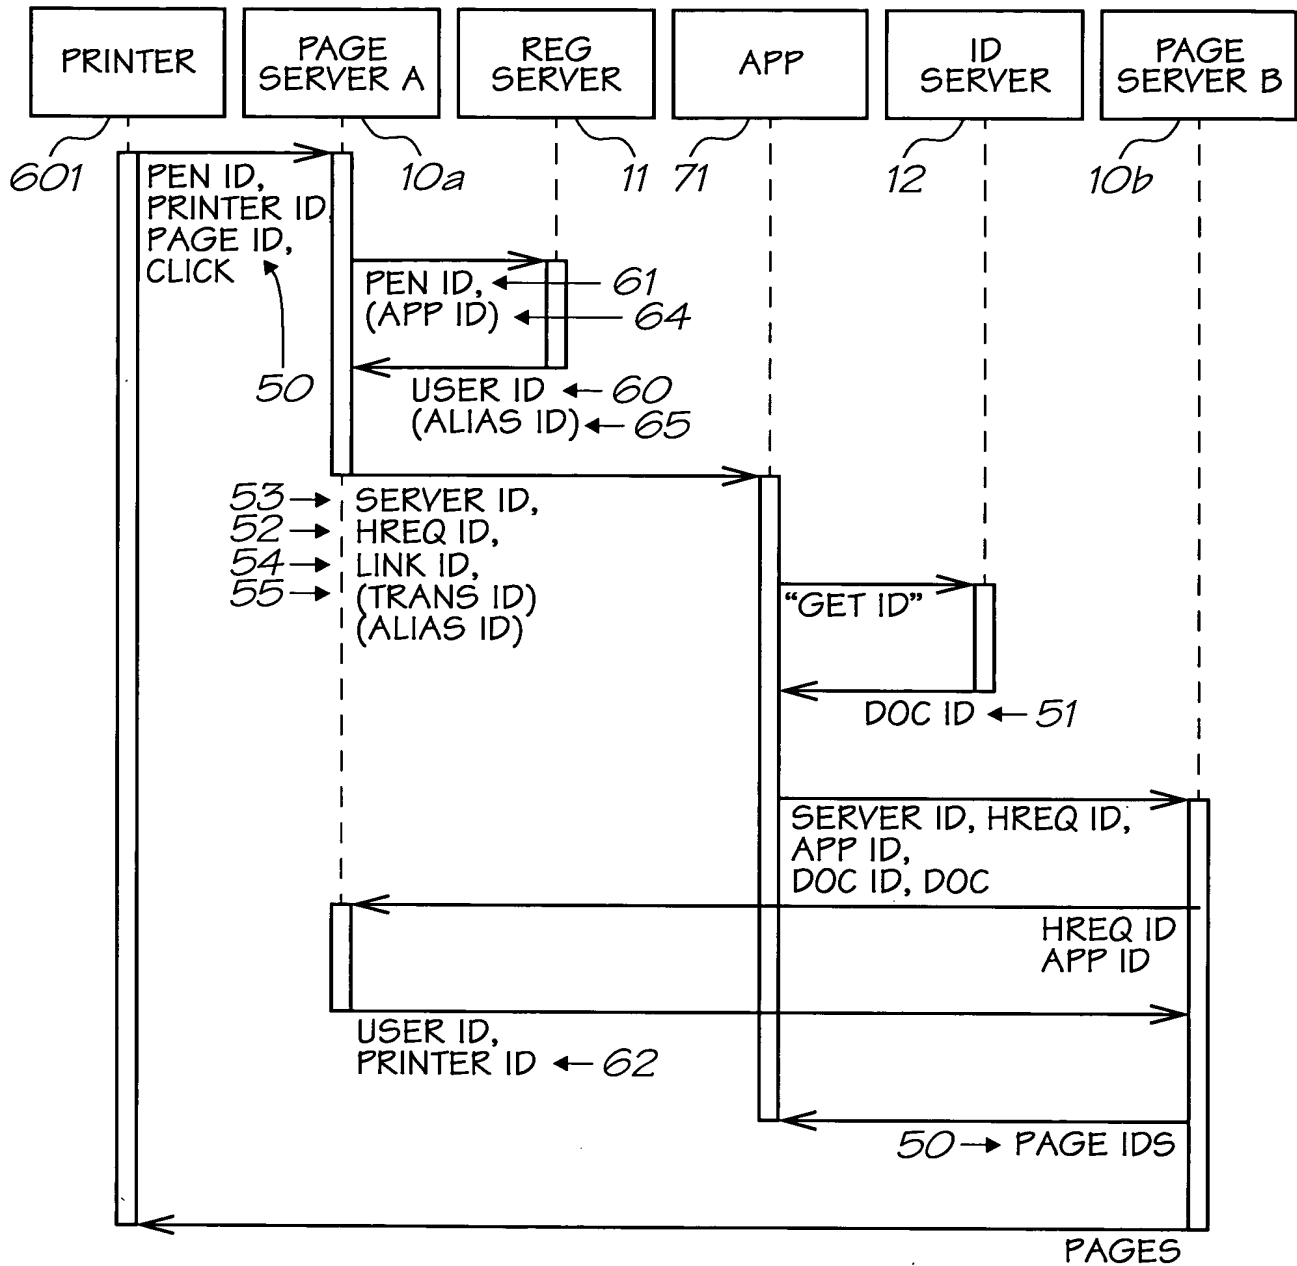 PRINTER
PAGE
SERVER A
REG
SERVER
APP
ID
SERVER
PAGE
SERVER B
601
10a
11
71
12
10b
PEN ID,
PRINTER ID
PAGE ID,
CLICK
50
PEN ID,
61
(APP ID)
64
USER ID
60
(ALIAS ID)
65
53
SERVER ID,
52
HREQ ID,
54
LINK ID,
55
(TRANS ID)
(ALIAS ID)
“GET ID”
DOC ID
51
SERVER ID, HREQ ID,
APP ID,
DOC ID, DOC
HREQ ID
APP ID
USER ID,
PRINTER ID
62
50
PAGE IDS
PAGES